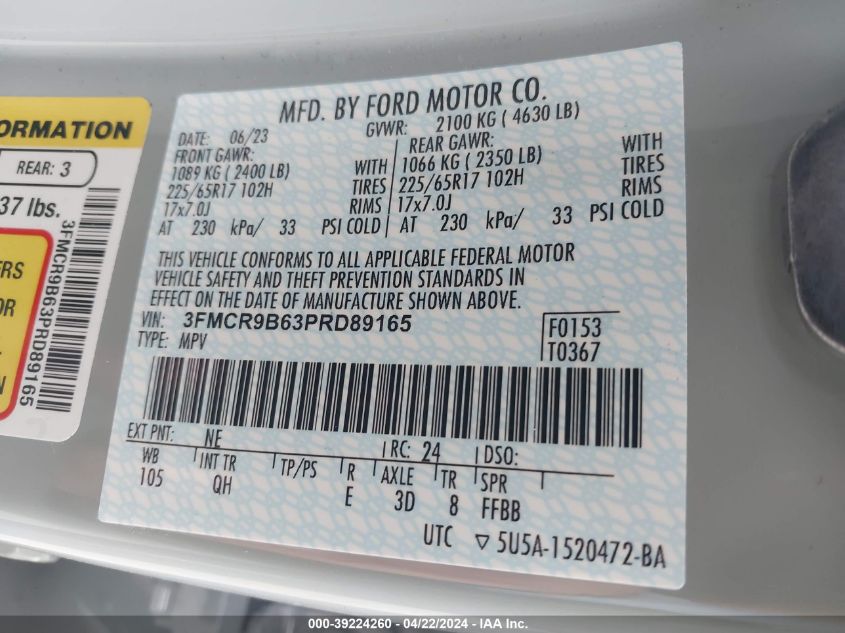 ORMATION
REAR: 3
37 lbs.
ERS
OR
N
3FMCR9B63PRD89165
MFD. BY FORD MOTOR CO.
DATE: 06/23 GVWR: 2100 KG ( 4630 LB)
FRONT GAWR: REAR GAWR:
1089 KG ( 2400 LB) WITH 1066 KG ( 2350 LB) WITH
225/65R17 102H TIRES 225/65R17 102H TIRES
17x7.0J RIMS 17x7.0J RIMS
AT 230 kPa/ 33 PSI COLD AT 230 kPa/ 33 PSI COLD
THIS VEHICLE CONFORMS TO ALL APPLICABLE FEDERAL MOTOR
VEHICLE SAFETY AND THEFT PREVENTION STANDARDS IN
EFFECT ON THE DATE OF MANUFACTURE SHOWN ABOVE.
VIN: 3FMCR9B63PRD89165 F0153
TYPE: MPV T0367
EXT PNT: NE RC: 24 DSO:
WB INT TR TP/PS R AXLE TR SPR
105 QH E 3D 8 FFBB
UTC ▽ 5U5A-1520472-BA
000-39224260 - 04/22/2024 - IAA Holdings, LLC.